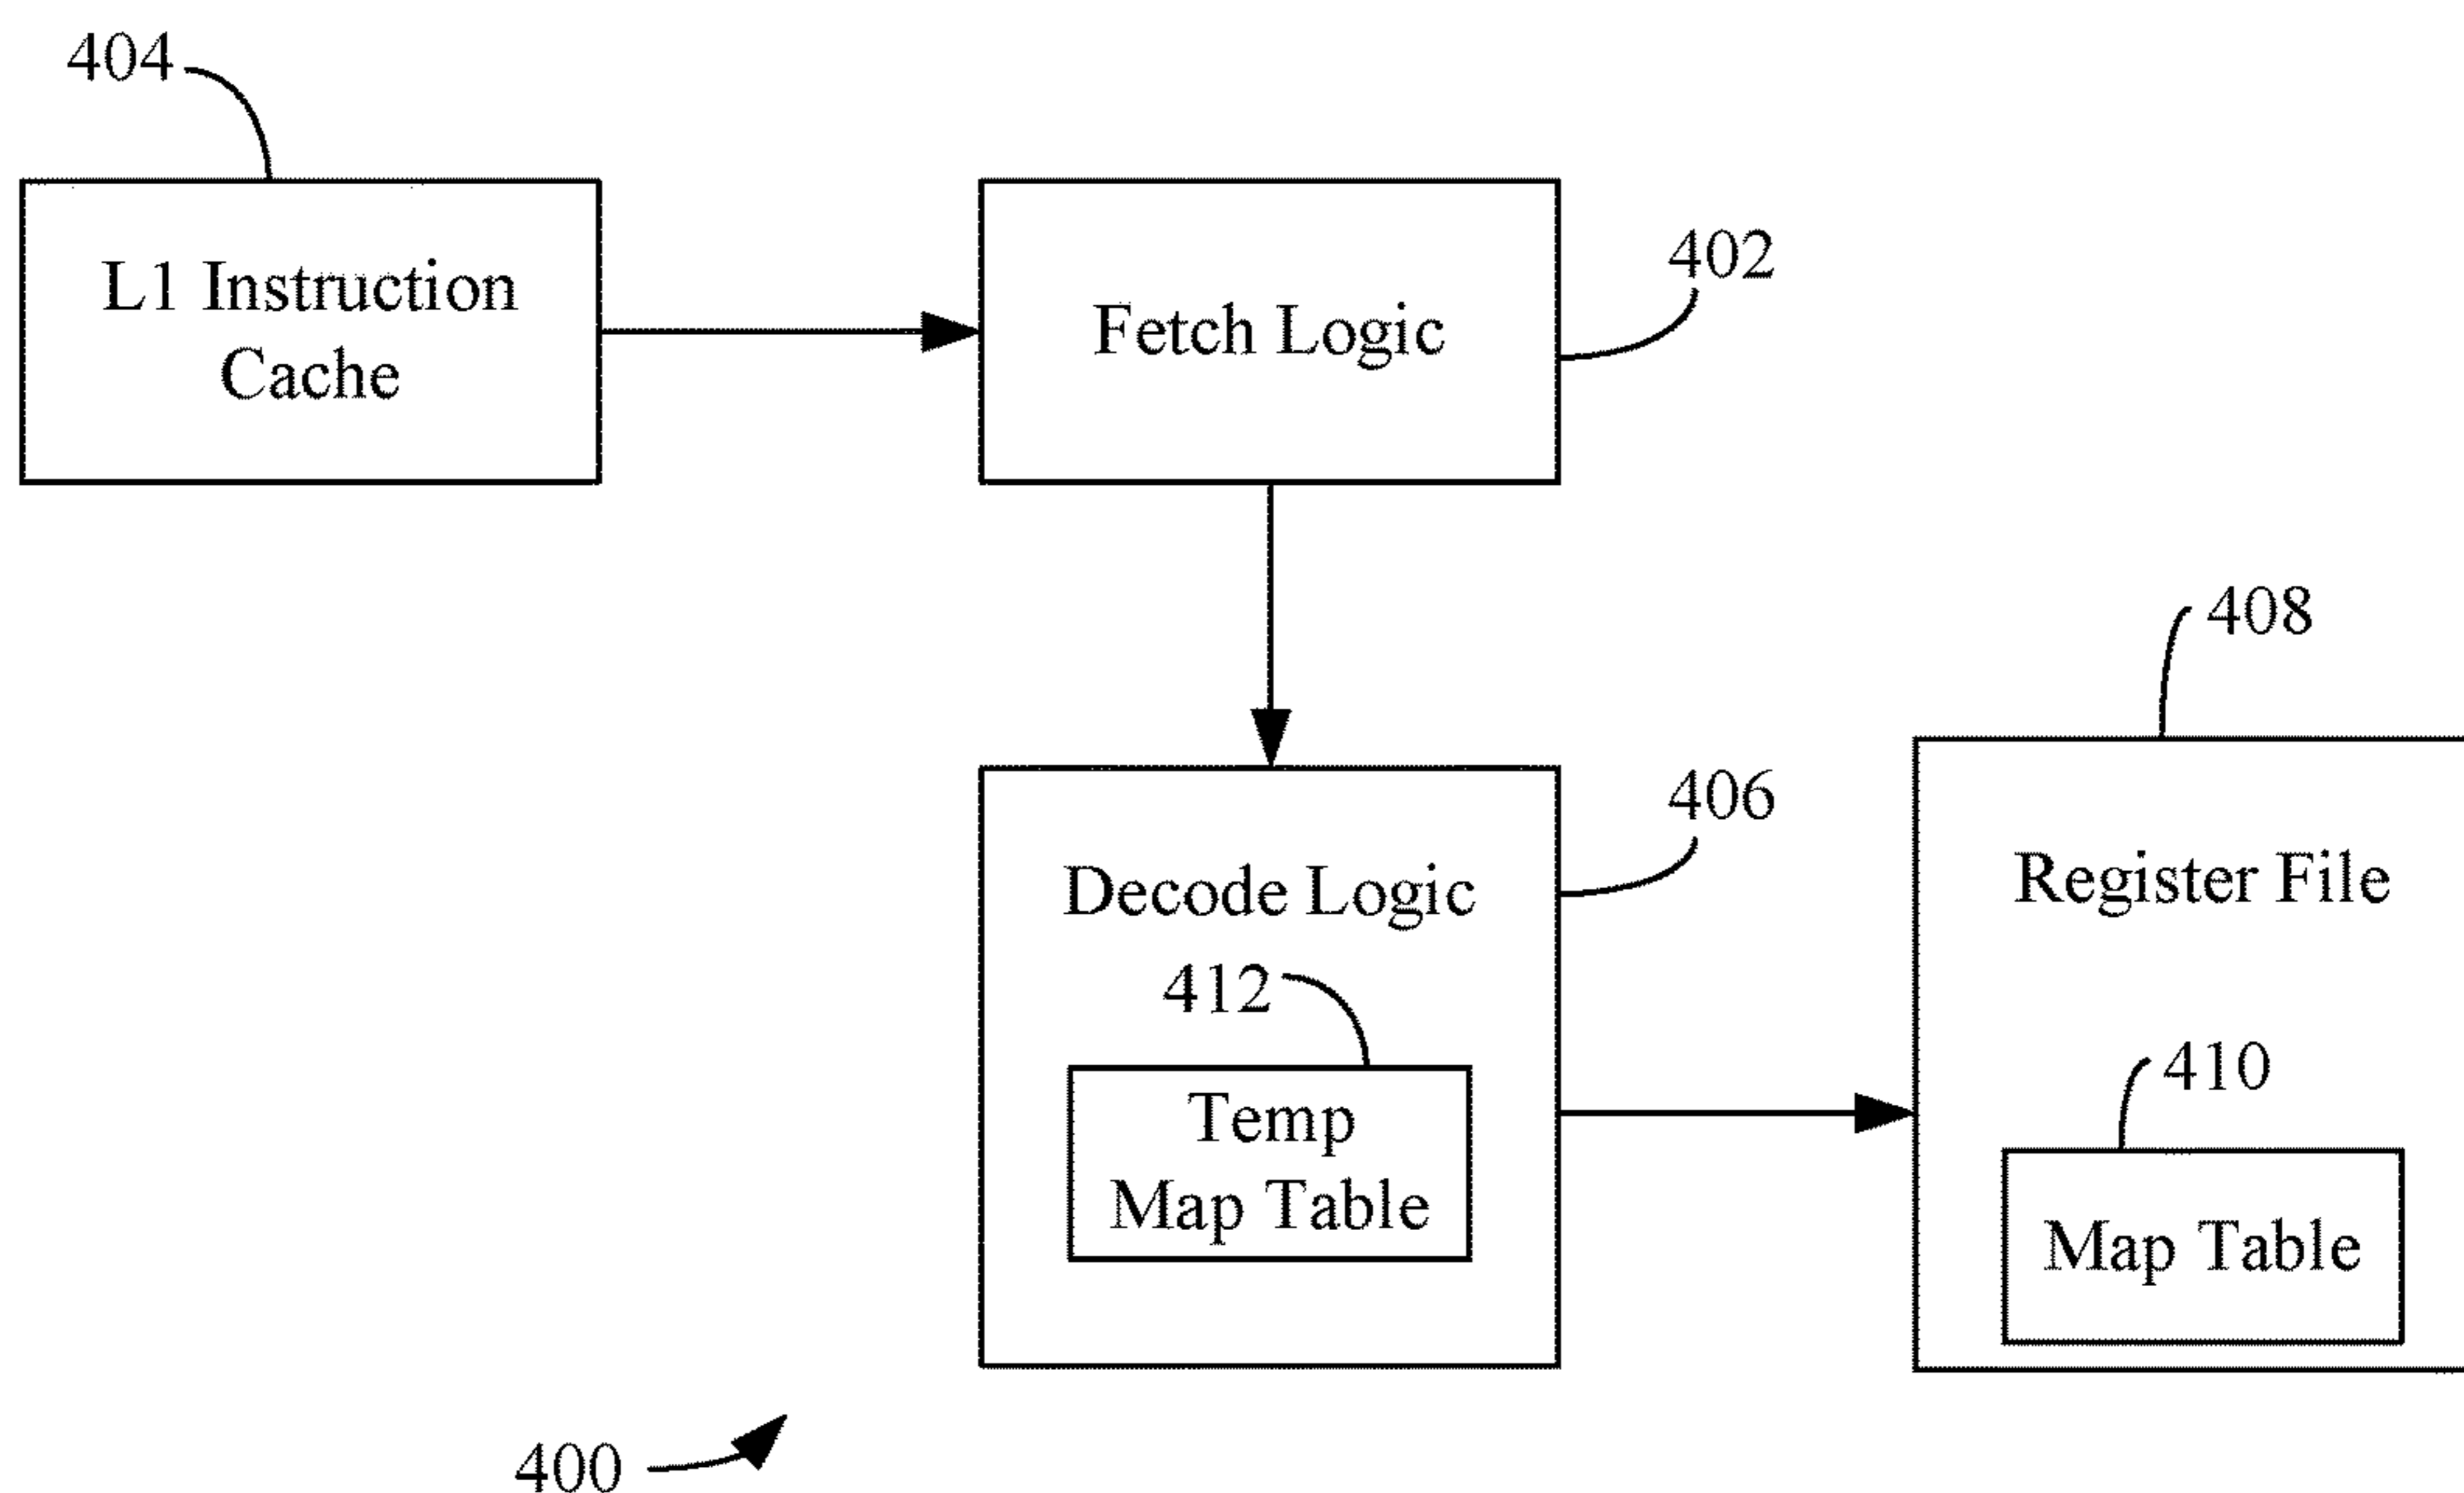 404
L1 Instruction
Cache
Fetch Logic
402
408
406
Decode Logic
412
Temp
Map Table
Register File
410
Map Table
400